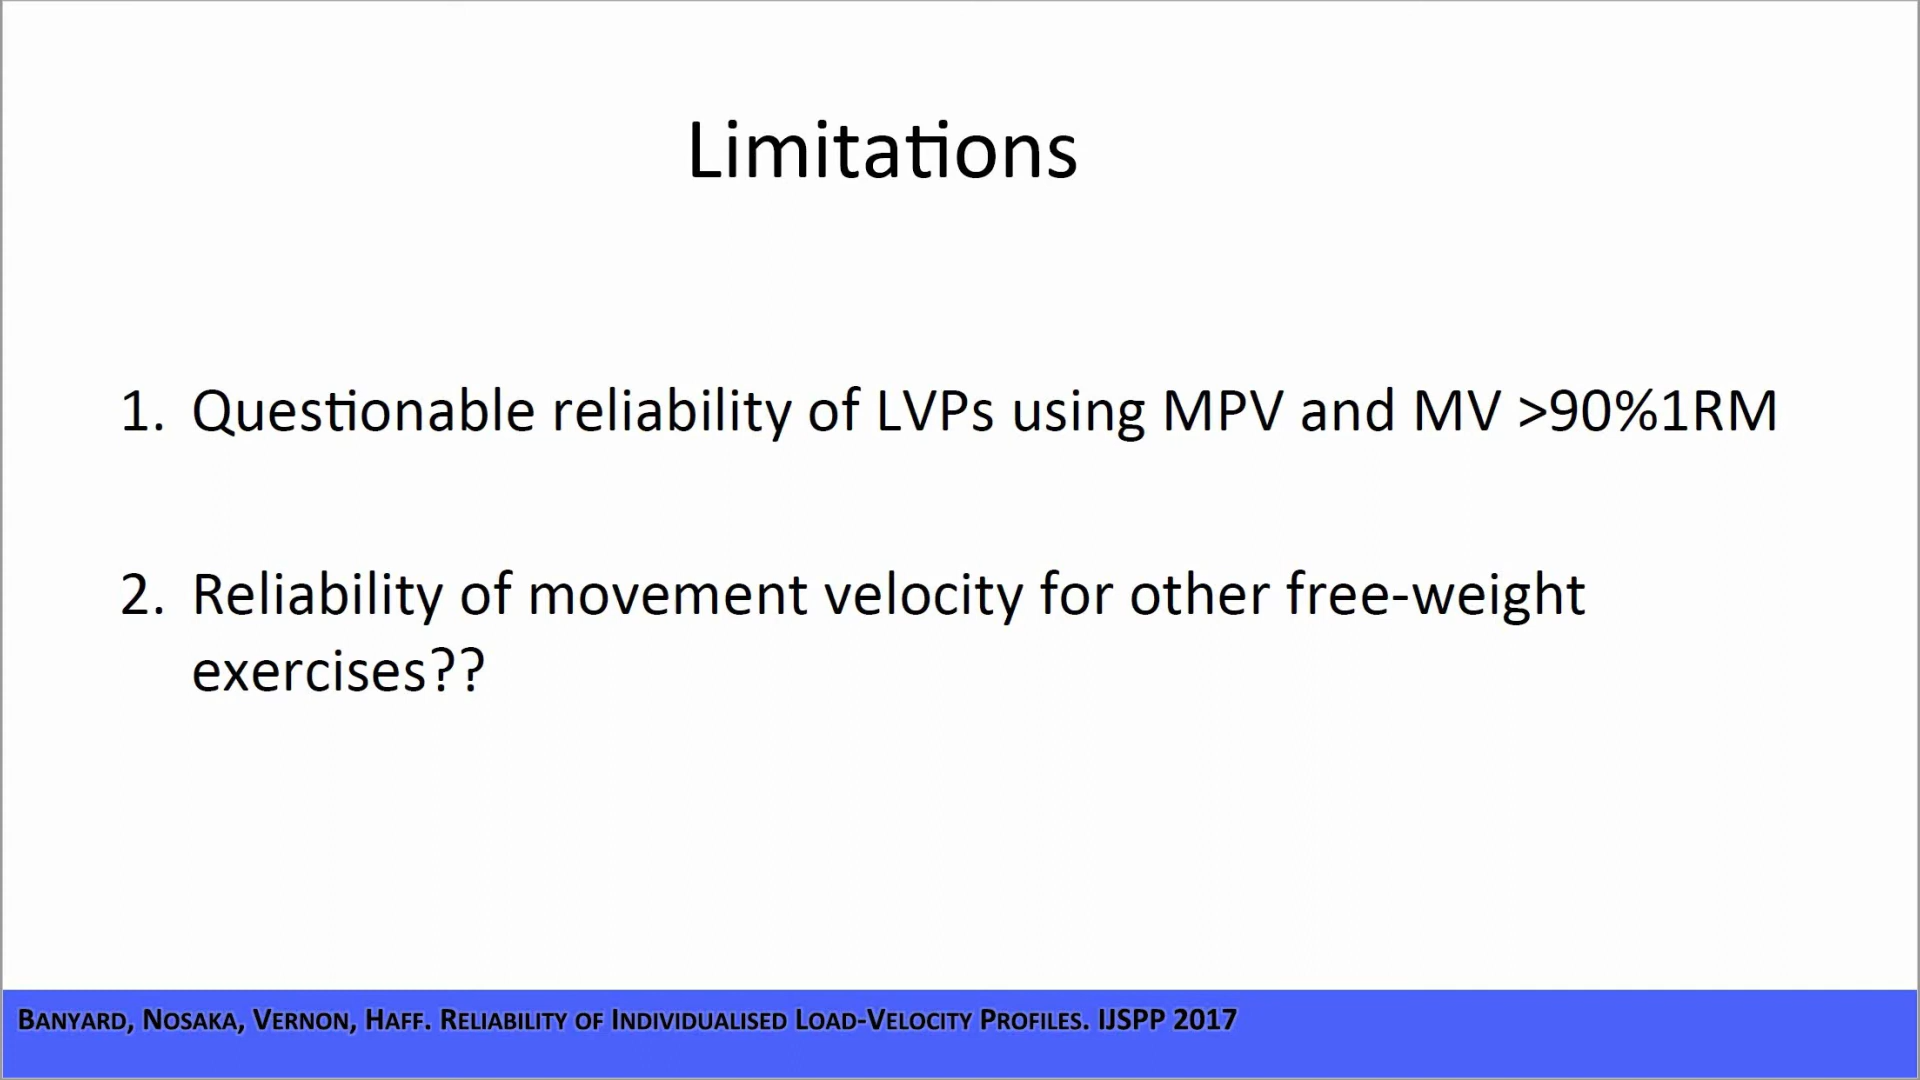 Limitations
1. Questionable reliability of LVPs using MPV and MV >90%1RM
2. Reliability of movement velocity for other free-weight
exercises??
BANYARD, NOSAKA, VERNON, HAFF. RELIABILITY OF INDIVIDUALISED LOAD-VELOCITY PROFILES. IJSPP 2017